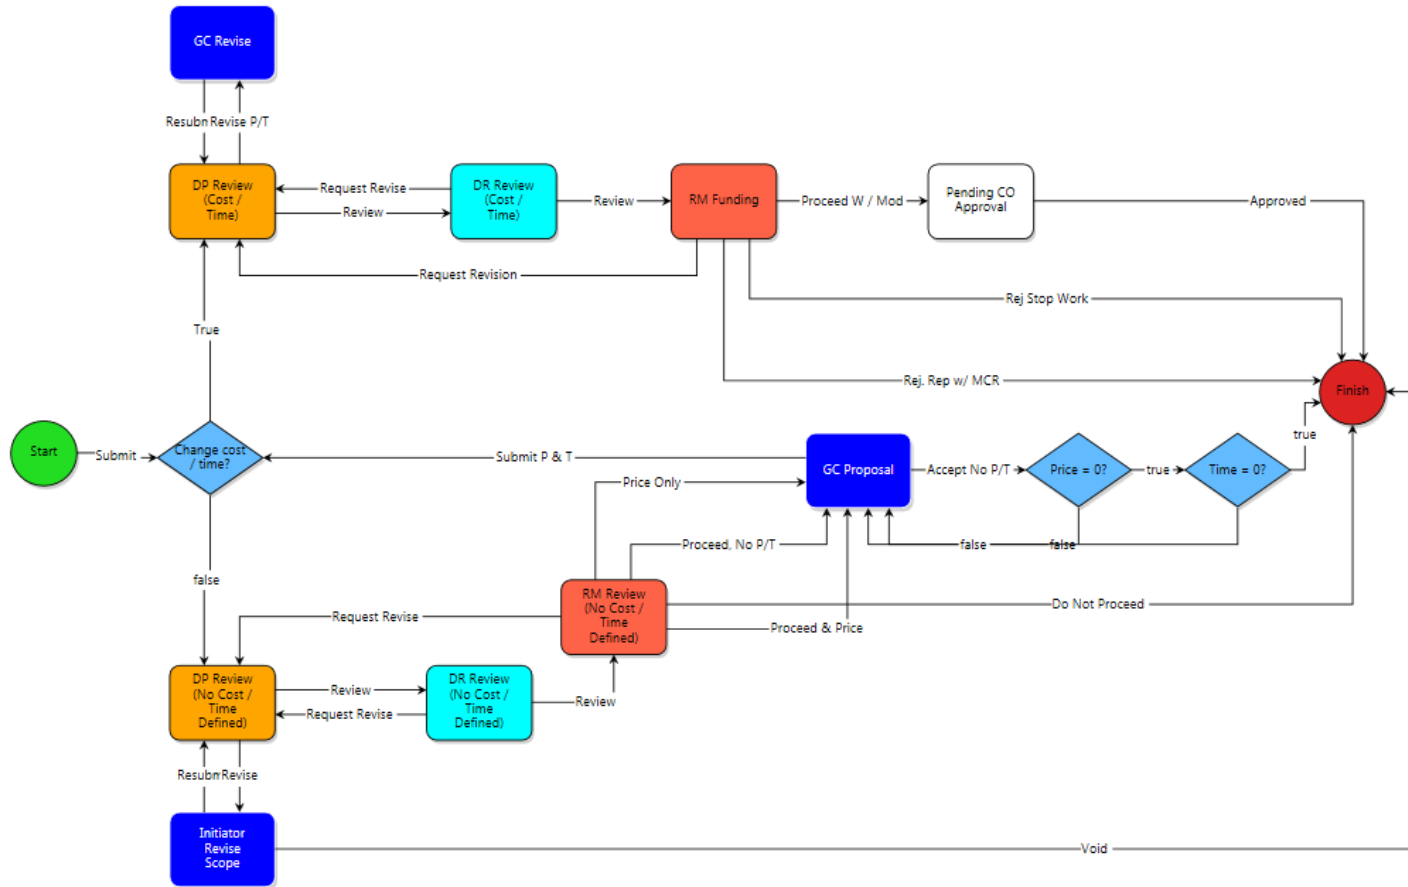 GC Revise
Revise P/T
DP Review
(Cost /
Time)
Request Revise
Review
DR Review
(Cost /
Time)
Review
RM Funding
Proceed W / Mod
Pending CO
Approval
Approved
Request Revision
Rej Stop Work
True
Rej. Rep w/ MCR
Finish
Start
Submit
Change cost
/ time?
Submit P & T
GC Proposal
Accept No P/T
Price = 0?
true
Time = 0?
true
Price Only
Proceed, No P/T
false
false
false
RM Review
(No Cost /
Time
Defined)
Do Not Proceed
Request Revise
Proceed & Price
DP Review
(No Cost /
Time
Defined)
Review
Request Revise
DR Review
(No Cost /
Time
Defined)
Review
Revise
Initiator
Revise
Scope
Void